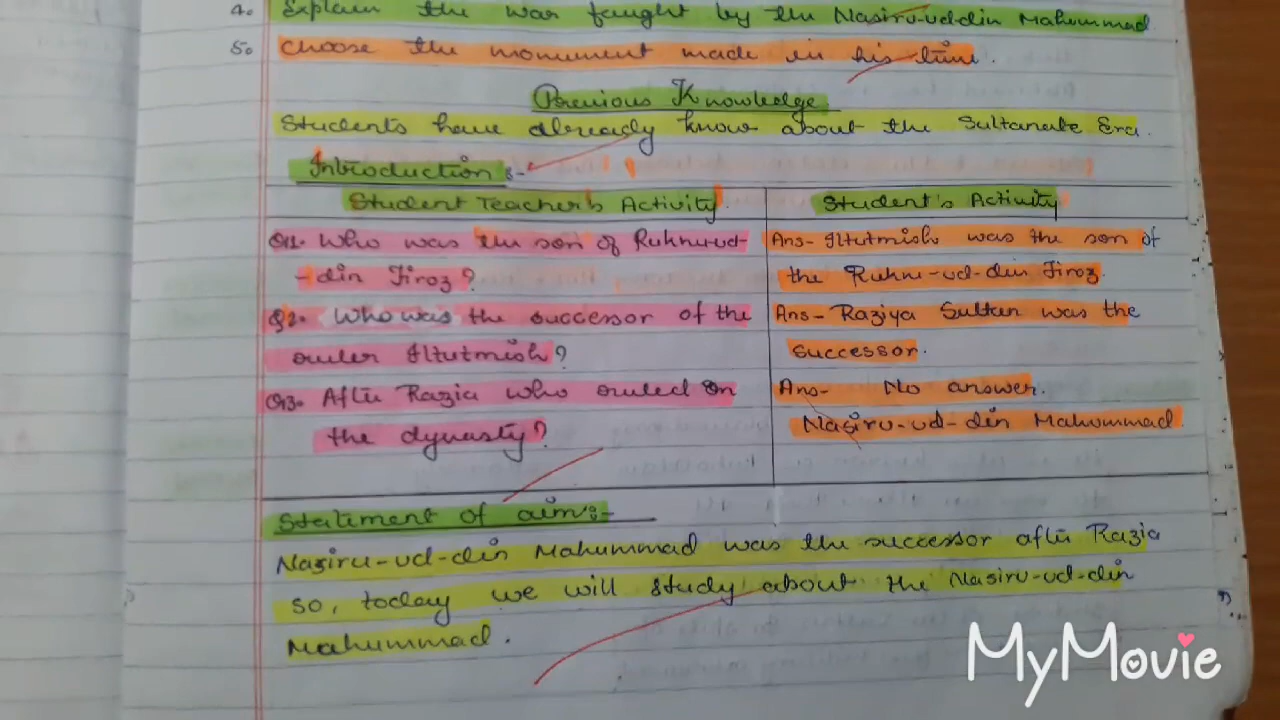 4. Explain the war faught by the Nasiru-ud-din Mahummad
5. Choose the monument made in his time.
Previous Knowledge
Students have already know about the Sultanate Era.
Introduction :-
Student Teacher's Activity
Student's Activity
Q1. Who was the son of Rukhu-ud-
-din Firoz?
Ans- Iltutmish was the son of
the Rukhu-ud-din Firoz.
Q2. Who was the successor of the
ruler Iltutmish?
Ans- Raziya Sultan was the
successor.
Q3. After Razia who ruled on
the dynasty?
Ans- No answer.
Nasiru-ud-din Mahummad
Statement of aim:-
Nasiru-ud-din Mahummad was the successor after Razia
so, today we will study about the Nasiru-ud-din
Mahummad.
MyMovie